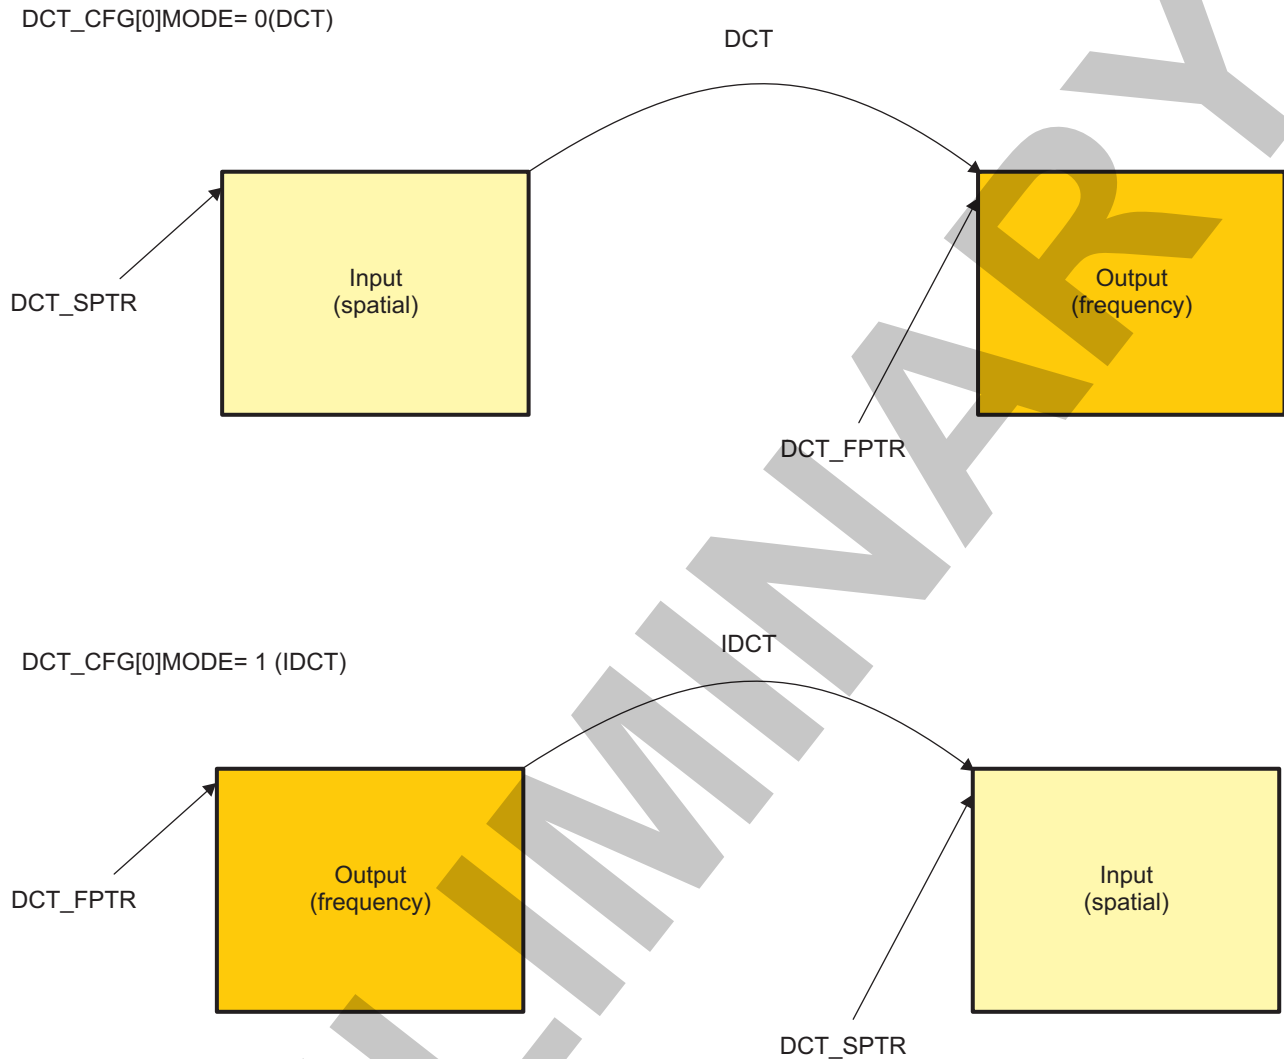 DCT_CFG[0]MODE= 0(DCT)
DCT
Input
(spatial)
Output
(frequency)
DCT_SPTR
DCT_FPTR
DCT_CFG[0]MODE= 1 (IDCT)
IDCT
Output
(frequency)
Input
(spatial)
DCT_FPTR
DCT_SPTR
LIMINARY